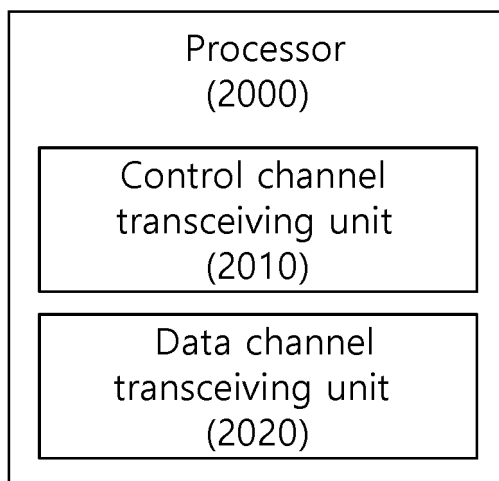 Processor
(2000)
Control channel
transceiving unit
(2010)
Data channel
transceiving unit
(2020)